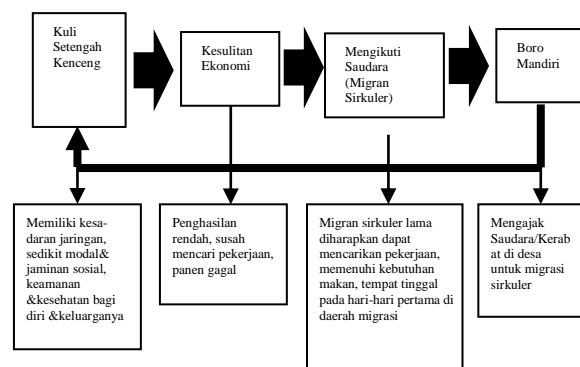 Kuli
Setengah
Kenceng
Kesulitan
Ekonomi
Mengikuti
Saudara
(Migran
Sirkuler)
Boro
Mandiri
Memiliki kesa-
daran jaringan,
sedikit modal&
jaminan sosial,
keamanan
&kesehatan bagi
diri &keluarganya
Penghasilan
rendah, susah
mencari pekerjaan,
panen gagal
Migran sirkuler lama
diharapkan dapat
mencarikan pekerjaan,
memenuhi kebutuhan
makan, tempat tinggal
pada hari-hari pertama di
daerah migrasi
Mengajak
Saudara/Kerab
at di desa
untuk migrasi
sirkuler